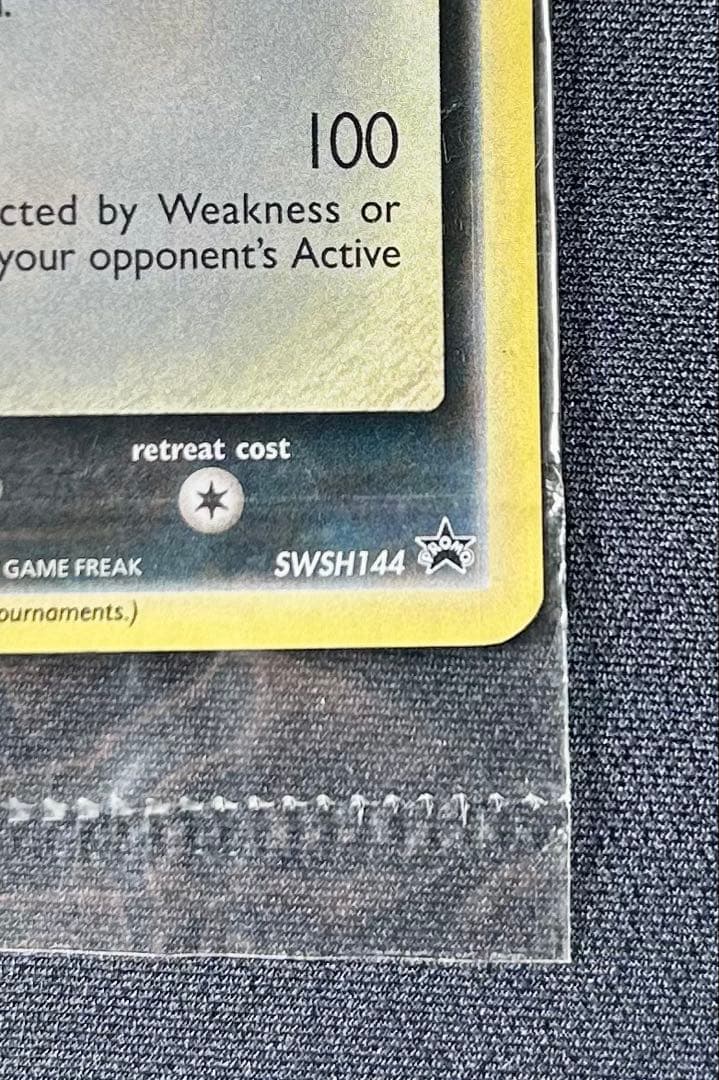 100
cted by Weakness or
your opponent's Active
retreat cost
GAME FREAK SWSH144 PROMO
ournaments.)